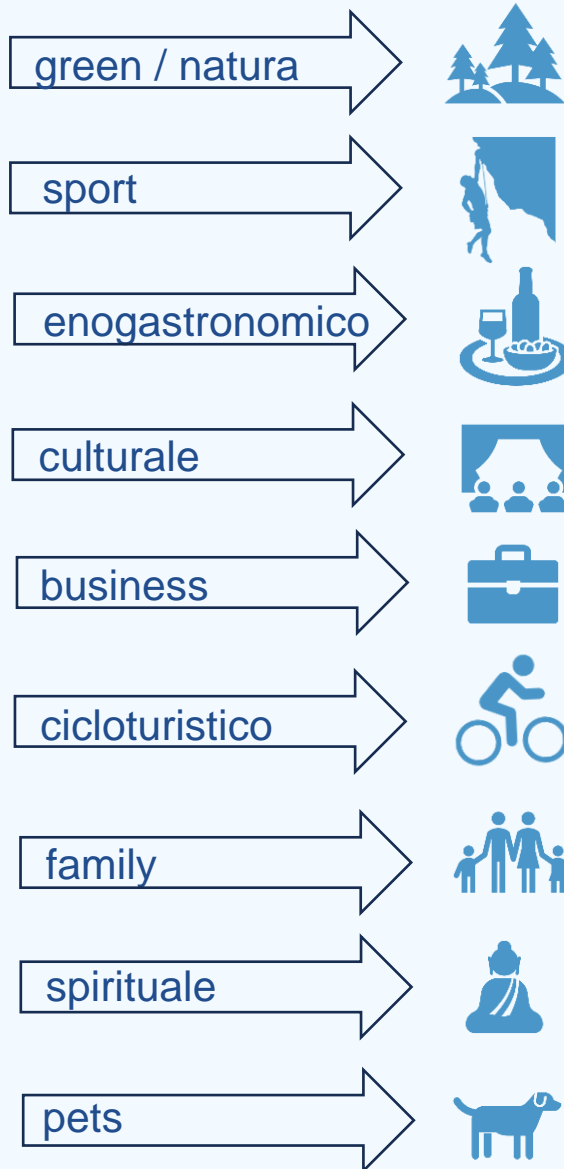 green / natura
sport
enogastronomico
culturale
business
cicloturistico
family
spirituale
pets